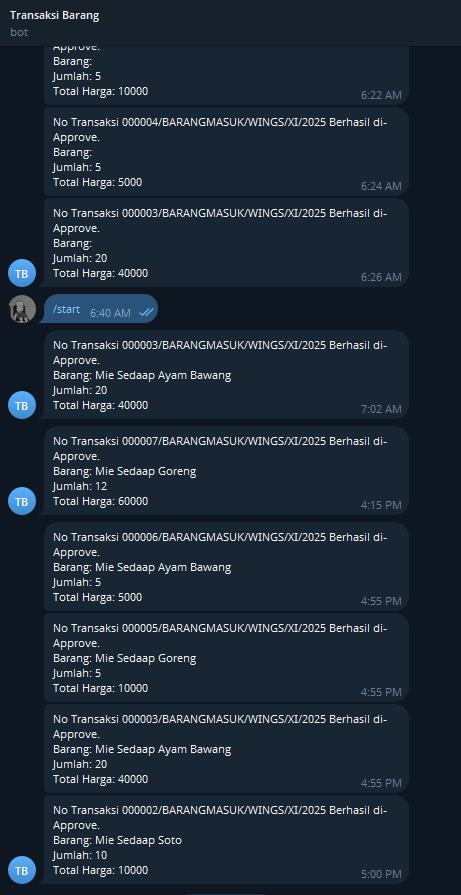 Transaksi Barang
bot
Approve.
Barang:
Jumlah: 5
Total Harga: 10000
6:22 AM
No Transaksi 000004/BARANGMASUK/WINGS/XI/2025 Berhasil di-
Approve.
Barang:
Jumlah: 5
Total Harga: 5000
6:24 AM
No Transaksi 000003/BARANGMASUK/WINGS/XI/2025 Berhasil di-
Approve.
Barang:
Jumlah: 20
Total Harga: 40000
6:26 AM
TB
/start 6:40 AM
No Transaksi 000003/BARANGMASUK/WINGS/XI/2025 Berhasil di-
Approve.
Barang: Mie Sedaap Ayam Bawang
Jumlah: 20
Total Harga: 40000
7:02 AM
TB
No Transaksi 000007/BARANGMASUK/WINGS/XI/2025 Berhasil di-
Approve.
Barang: Mie Sedaap Goreng
Jumlah: 12
Total Harga: 60000
4:15 PM
TB
No Transaksi 000006/BARANGMASUK/WINGS/XI/2025 Berhasil di-
Approve.
Barang: Mie Sedaap Ayam Bawang
Jumlah: 5
Total Harga: 5000
4:55 PM
No Transaksi 000005/BARANGMASUK/WINGS/XI/2025 Berhasil di-
Approve.
Barang: Mie Sedaap Goreng
Jumlah: 5
Total Harga: 10000
4:55 PM
No Transaksi 000003/BARANGMASUK/WINGS/XI/2025 Berhasil di-
Approve.
Barang: Mie Sedaap Ayam Bawang
Jumlah: 20
Total Harga: 40000
4:55 PM
No Transaksi 000002/BARANGMASUK/WINGS/XI/2025 Berhasil di-
Approve.
Barang: Mie Sedaap Soto
Jumlah: 10
Total Harga: 10000
5:00 PM
TB